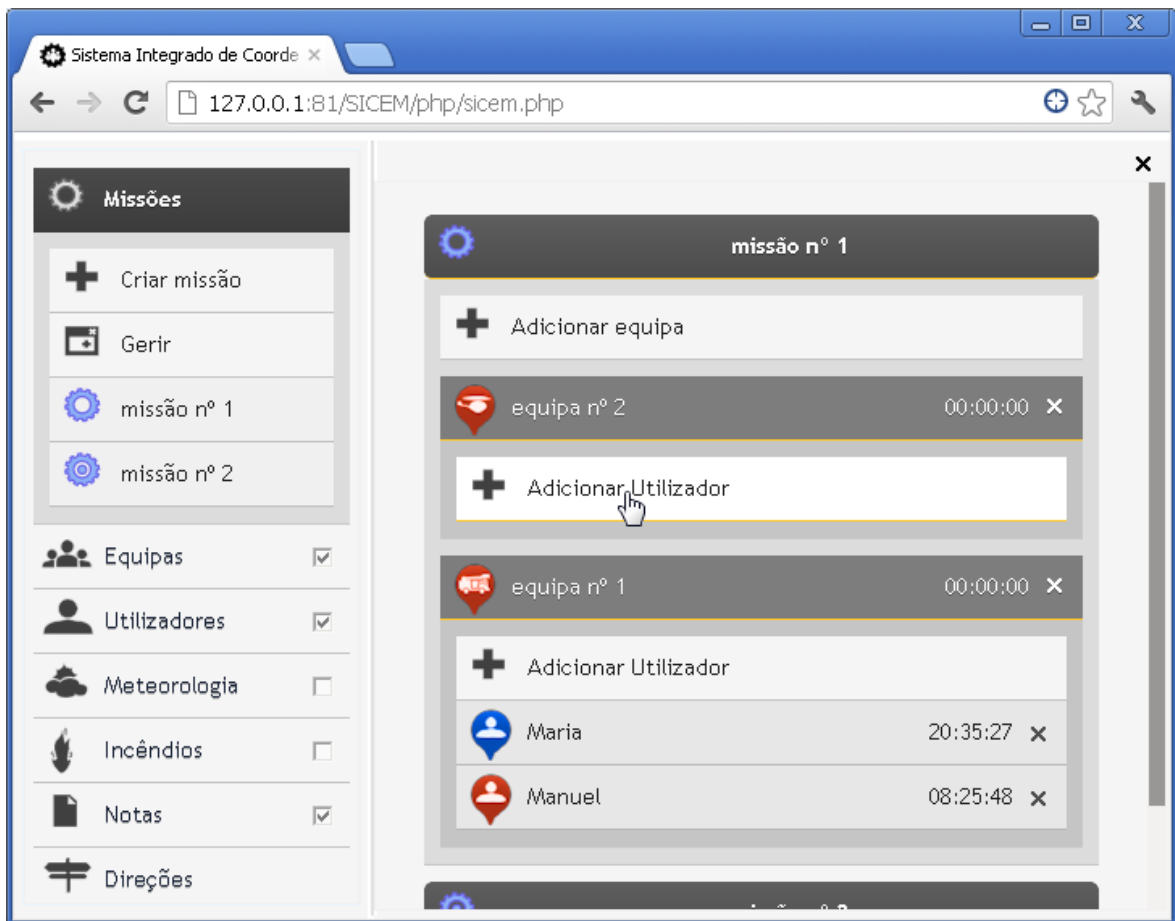 Sistema Integrado de Coorde
127.0.0.1:81/SICEM/php/sicem.php
Missões
Criar missão
Gerir
missão nº 1
missão nº 2
Equipas
Utilizadores
Meteorologia
Incêndios
Notas
Direções
missão nº 1
Adicionar equipa
equipa nº 2 00:00:00
Adicionar Utilizador
equipa nº 1 00:00:00
Adicionar Utilizador
Maria 20:35:27
Manuel 08:25:48